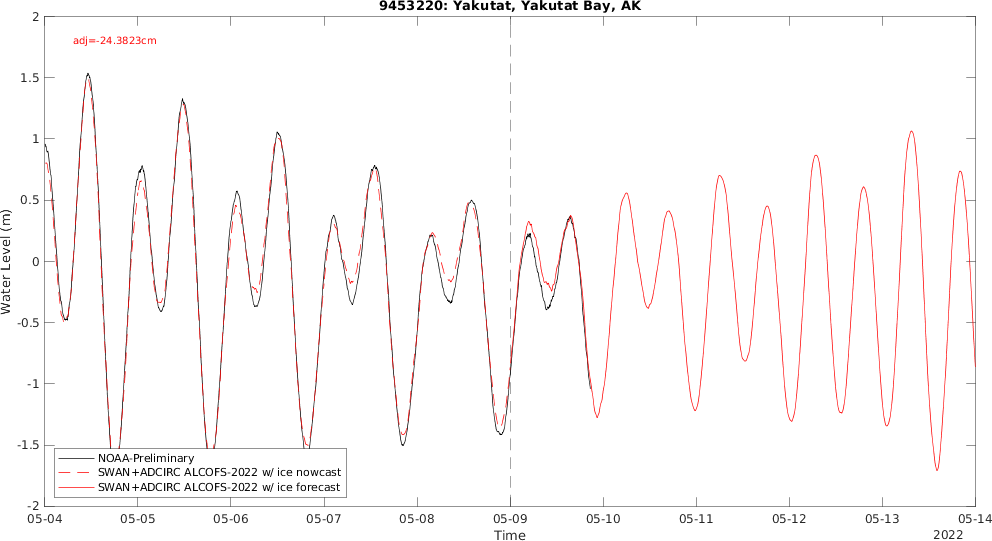 9453220: Yakutat, Yakutat Bay, AK
adj=-24.3823cm
Water Level (m)
2
1.5
1
0.5
0
-0.5
-1
-1.5
-2
NOAA-Preliminary
SWAN+ADCIRC ALCOFS-2022 w/ ice nowcast
SWAN+ADCIRC ALCOFS-2022 w/ ice forecast
05-04 05-05 05-06 05-07 05-08 05-09 05-10 05-11 05-12 05-13 05-14
Time
2022